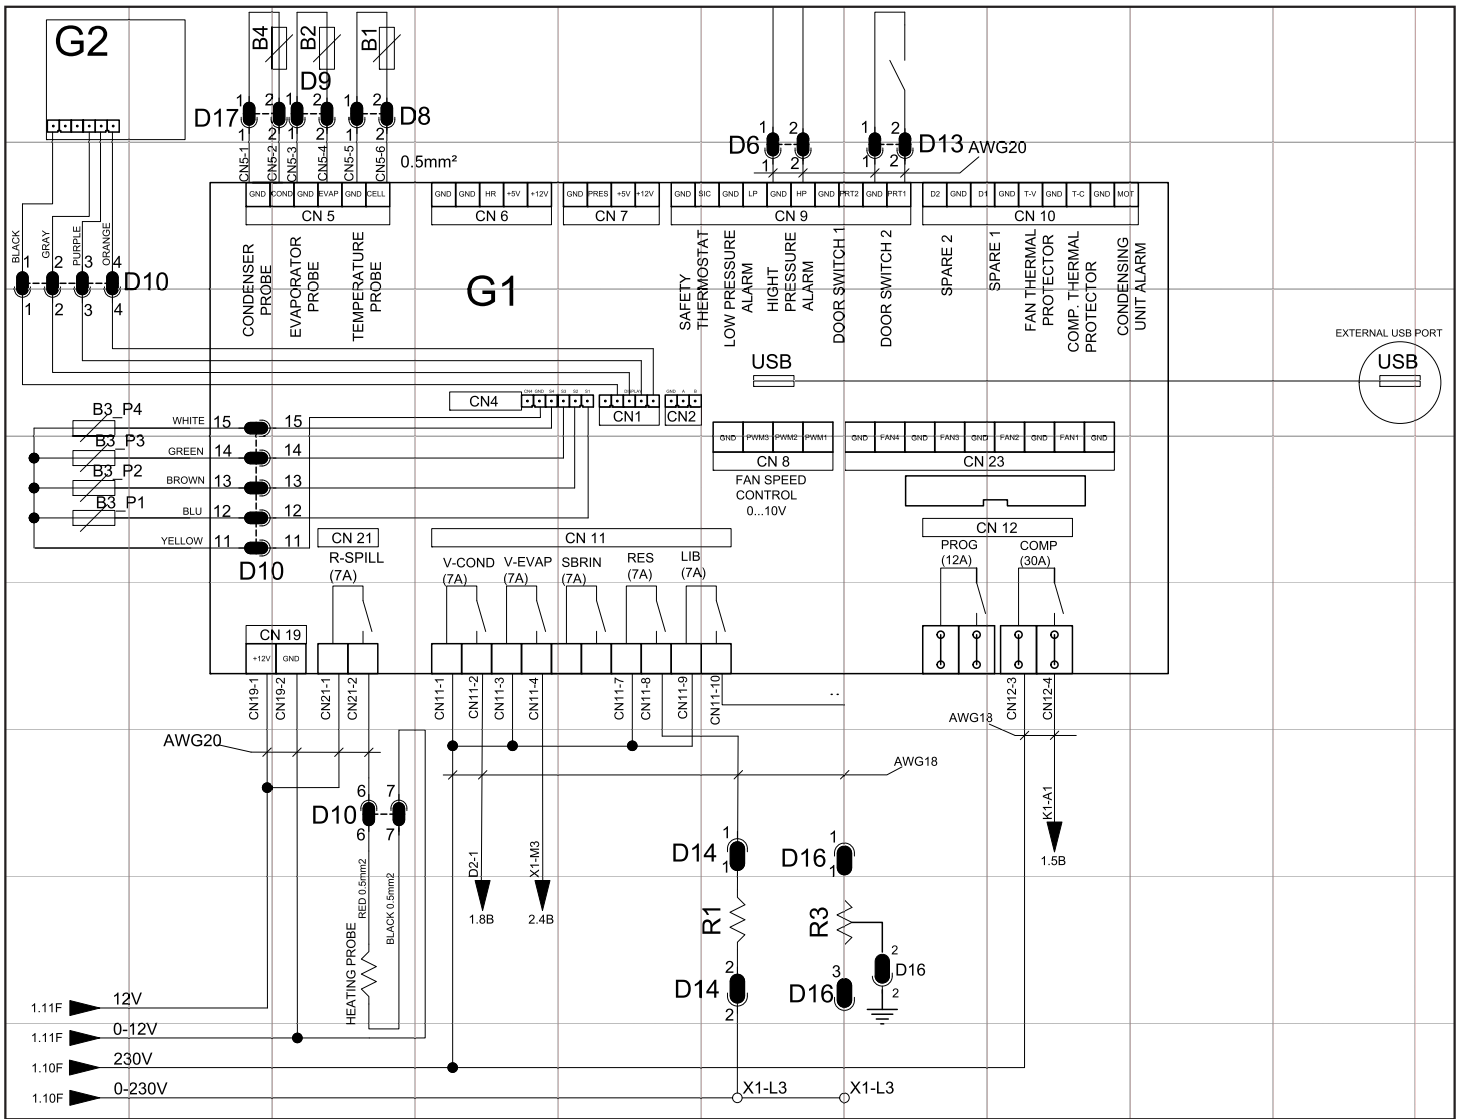 G2
B4
B2
B1
D9
1 2 1 2 1 2
D17
D8
1 2 1 2 1 2
CN5-1
CN5-2
CN5-3
CN5-4
CN5-5
CN5-6
0.5mm²
1 2
D6
1 2
D13
1 2
AWG20
GND COND GND EVAP GND CELL
CN 5
GND GND HR +5V +12V
CN 6
GND PRES +5V +12V
CN 7
GND SIC GND LP GND HP GND PRT2 GND PRT1
CN 9
D2 GND D1 GND T-V GND T-C GND MOT
CN 10
BLACK
GRAY
PURPLE
ORANGE
1 2 3 4
D10
1 2 3 4
CONDENSER
PROBE
EVAPORATOR
PROBE
TEMPERATURE
PROBE
G1
SAFETY
THERMOSTAT
LOW PRESSURE
ALARM
HIGHT
PRESSURE
ALARM
DOOR SWITCH 1
DOOR SWITCH 2
SPARE 2
SPARE 1
FAN THERMAL
PROTECTOR
COMP. THERMAL
PROTECTOR
CONDENSING
UNIT ALARM
EXTERNAL USB PORT
USB
USB
CN4
CN4 GND S4 S3 S2 S1
DISPLAY
CN1
GND A B
CN2
B3_P4
WHITE 15 15
B3_P3
GREEN 14 14
B3_P2
BROWN 13 13
B3_P1
BLU 12 12
YELLOW 11 11
D10
GND PWM3 PWM2 PWM1
CN 8
FAN SPEED
CONTROL
0...10V
GND FAN4 GND FAN3 GND FAN2 GND FAN1 GND
CN 23
CN 12
PROG
(12A)
COMP
(30A)
CN 21
R-SPILL
(7A)
CN 11
V-COND
(7A)
V-EVAP
(7A)
SBRIN
(7A)
RES
(7A)
LIB
(7A)
CN 19
+12V GND
CN19-1
CN19-2
CN21-1
CN21-2
CN11-1
CN11-2
CN11-3
CN11-4
CN11-7
CN11-8
CN11-9
CN11-10
..
CN12-3
CN12-4
AWG18
AWG20
AWG18
6 7
D10
6 7
RED 0.5mm2
BLACK 0.5mm2
HEATING PROBE
D2-1
1.8B
X1-M3
2.4B
K1-A1
1.5B
1
D14
1
1
D16
1
R1
R3
2
D14
2
3
D16
2
D16
2
1.11F 12V
1.11F 0-12V
1.10F 230V
1.10F 0-230V
X1-L3
X1-L3